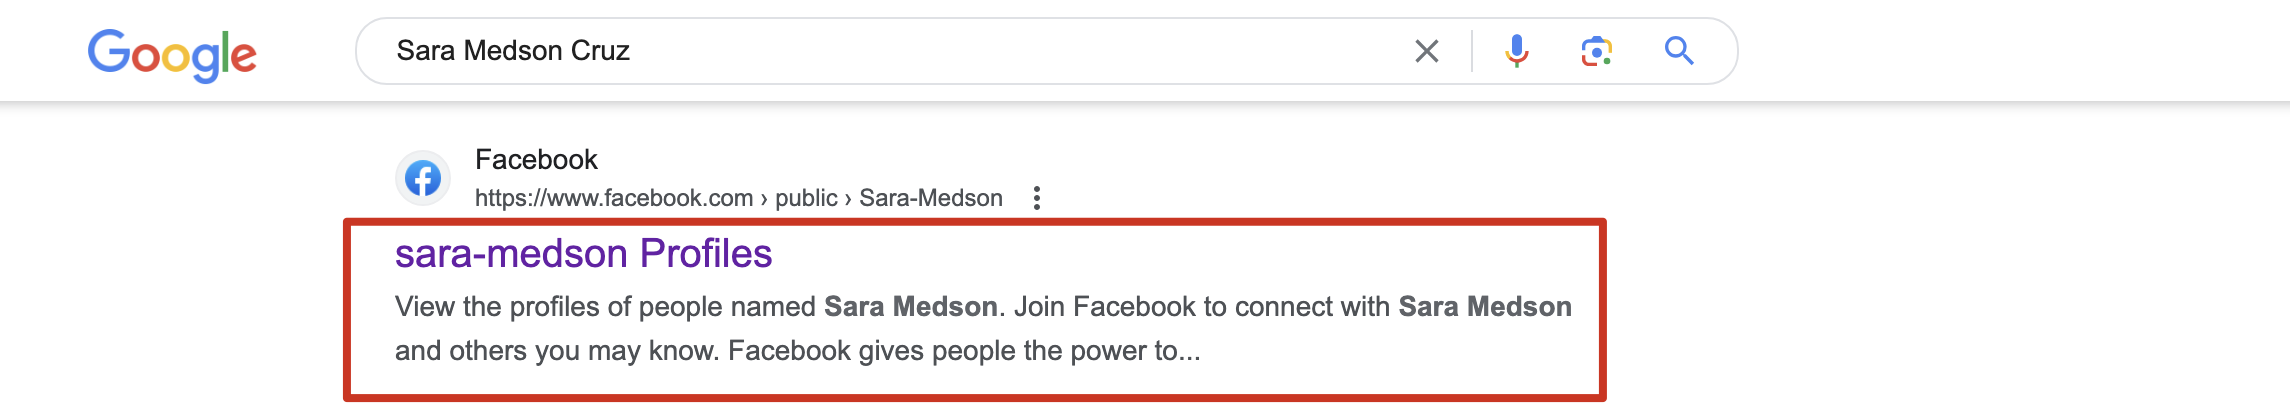 Google
Sara Medson Cruz
Facebook
https://www.facebook.com › public › Sara-Medson
sara-medson Profiles
View the profiles of people named Sara Medson. Join Facebook to connect with Sara Medson
and others you may know. Facebook gives people the power to...